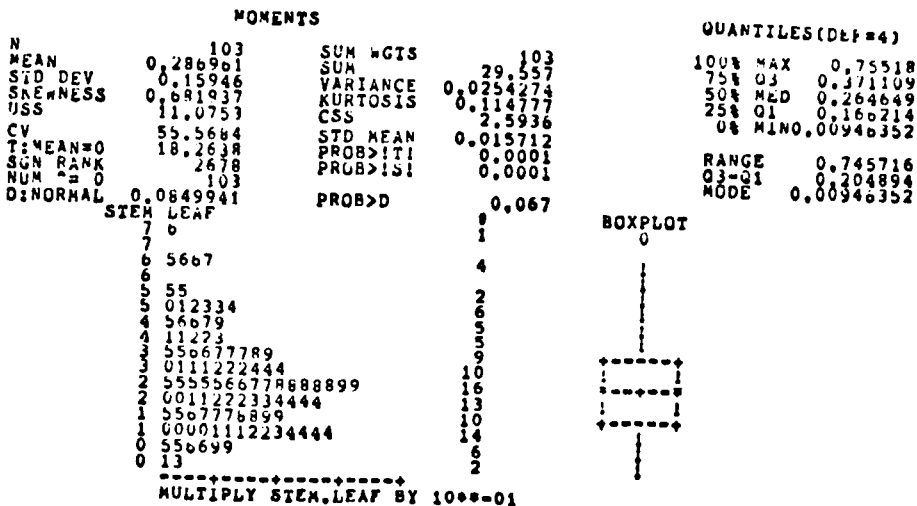 MOMENTS
QUANTILES(DEF=4)
N 103 SUM WGTS 103 100% MAX 0.75518
MEAN 0.286961 SUM 29.557 75% Q3 0.371109
STD DEV 0.15946 VARIANCE 0.0254274 50% MED 0.264649
SKEWNESS 0.681937 KURTOSIS 0.114777 25% Q1 0.166214
USS 11.0753 CSS 2.5936 0% MIN0.00946352
CV 55.5684 STD MEAN 0.015712
T:MEAN=0 18.2638 PROB>!T! 0.0001 RANGE 0.745716
SGN RANK 2678 PROB>!S! 0.0001 Q3-Q1 0.204894
NUM ^= 0 103 MODE 0.00946352
D:NORMAL 0.0849941 PROB>D 0.067
STEM LEAF # BOXPLOT
7 6 1 0
7
6 5667 4
6
5 55 2
5 012334 6
4 56679 5
4 11223 5
3 556677789 9
3 0111222444 10
2 5555566778888899 16
2 0011222334444 13
1 5567778899 10
1 00001112234444 14
0 556699 6
0 13 2
----+----+----+----+
MULTIPLY STEM.LEAF BY 10**-01